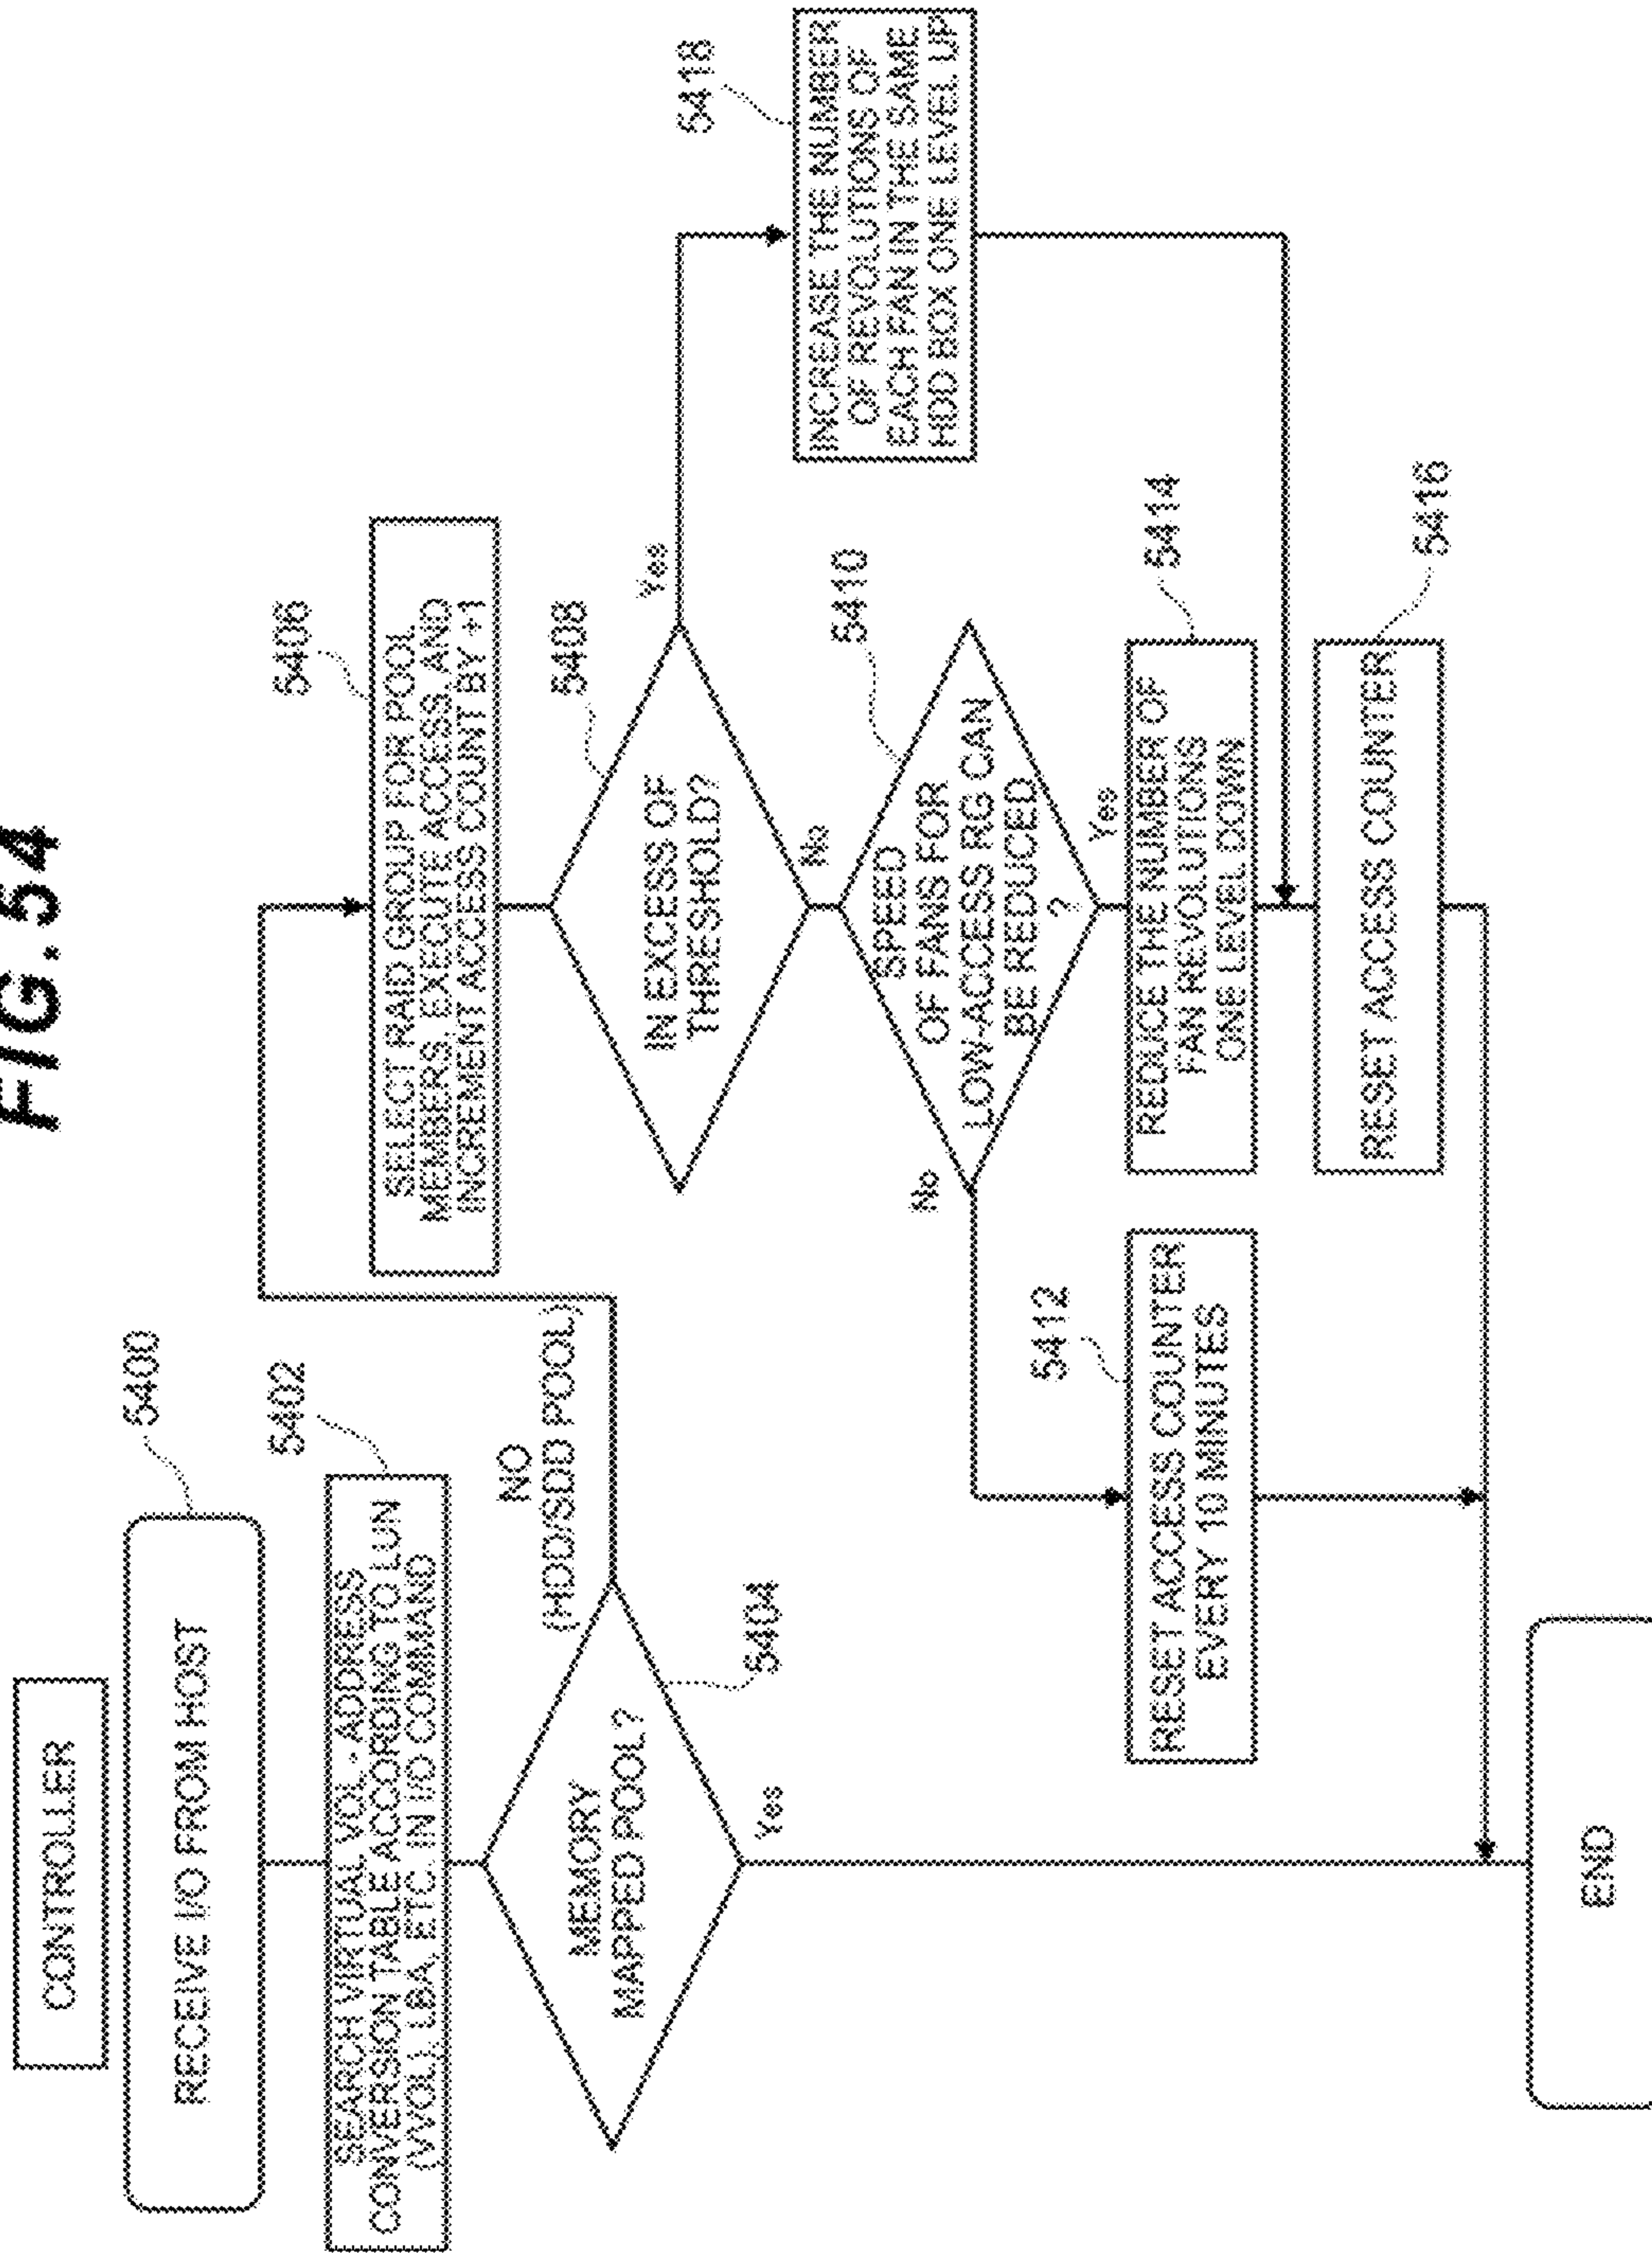 FIG.54
CONTROLLER
RECEIVE I/O FROM HOST
5400
SEARCH VIRTUAL VOL - ADDRESS
CONVERSION TABLE ACCORDING TO LUN
(VVOL), LBA, ETC. IN I/O COMMAND
5402
MEMORY
MAPPED POOL?
5404
Yes
NO
(HDD/SDD POOL)
SELECT RAID GROUP FOR POOL
MEMBERS, EXECUTE ACCESS AND
INCREMENT ACCESS COUNT BY +1
5406
IN EXCESS OF
THRESHOLD?
5408
Yes
No
SPEED
OF FANS FOR
LOW-ACCESS RG CAN
BE REDUCED
?
5410
No
Yes
RESET ACCESS COUNTER
EVERY 10 MINUTES
5412
REDUCE THE NUMBER OF
FAN REVOLUTIONS
ONE LEVEL DOWN
5414
RESET ACCESS COUNTER
5416
INCREASE THE NUMBER
OF REVOLUTIONS OF
EACH FAN IN THE SAME
HDD BOX ONE LEVEL UP
5418
END